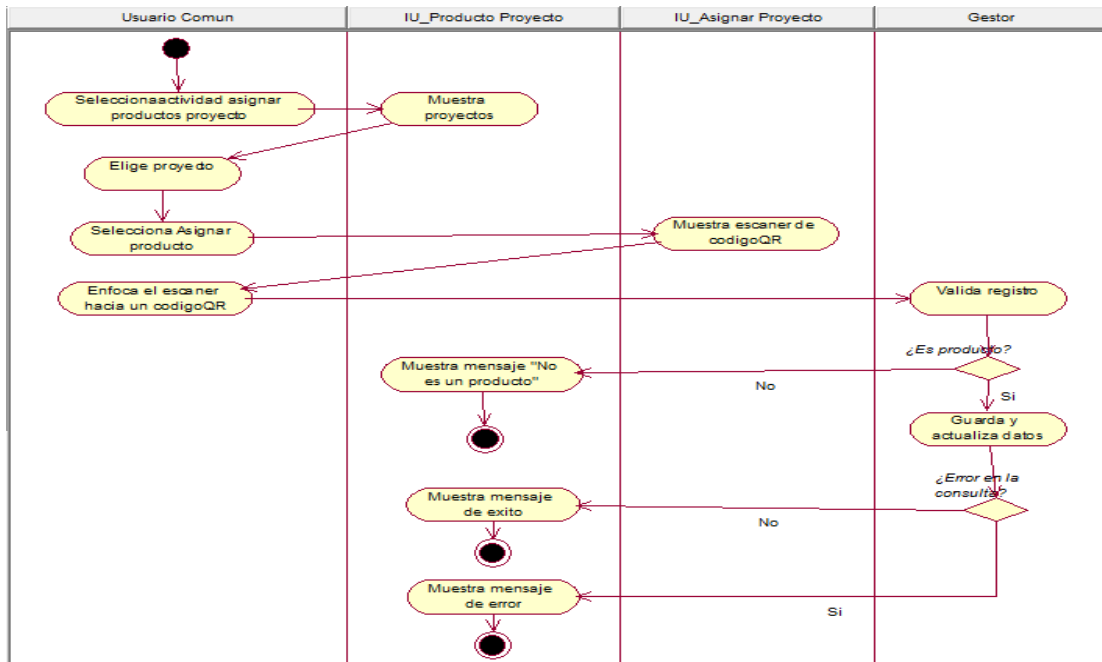 Usuario Comun
IU_Producto Proyecto
IU_Asignar Proyecto
Gestor
Seleccionaactividad asignar
productos proyecto
Muestra
proyectos
Elige proyecto
Selecciona Asignar
producto
Muestra escaner de
codigoQR
Enfoca el escaner
hacia un codigoQR
Valida registro
¿Es producto?
Muestra mensaje "No
es un producto"
No
Si
Guarda y
actualiza datos
¿Error en la
consulta?
Muestra mensaje
de exito
No
Muestra mensaje
de error
Si